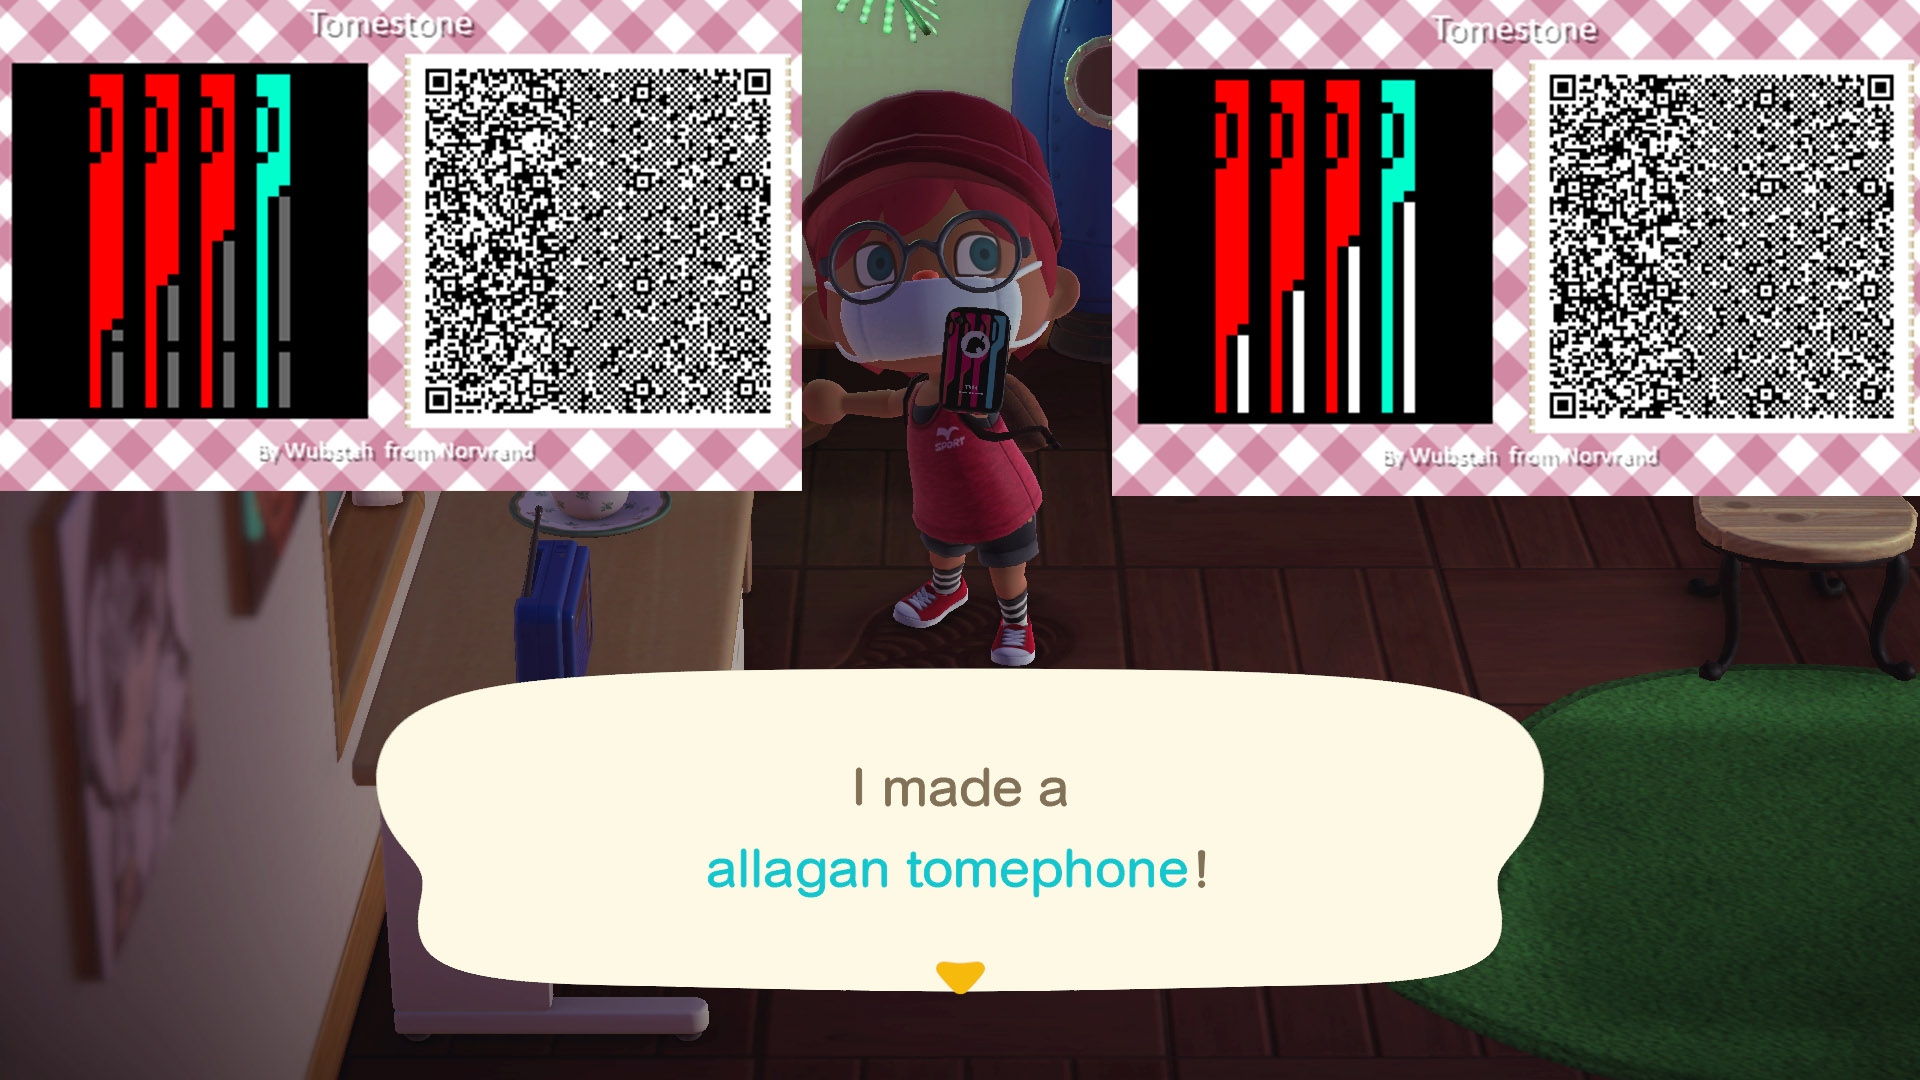 Tomestone
By Wubstah from Norvrand
Tomestone
By Wubstah from Norvrand
SPORT
I made a
allagan tomephone!